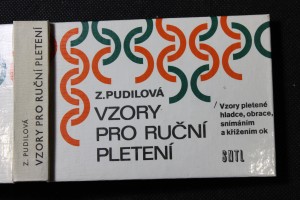 Z. PUDILOVÁ
VZORY PRO RUČNÍ PLETENÍ
Z.PUDILOVÁ
VZORY
PRO RUČNÍ
PLETENÍ
Vzory pletené
hladce, obrace,
snímáním
a křížením ok
SNTL